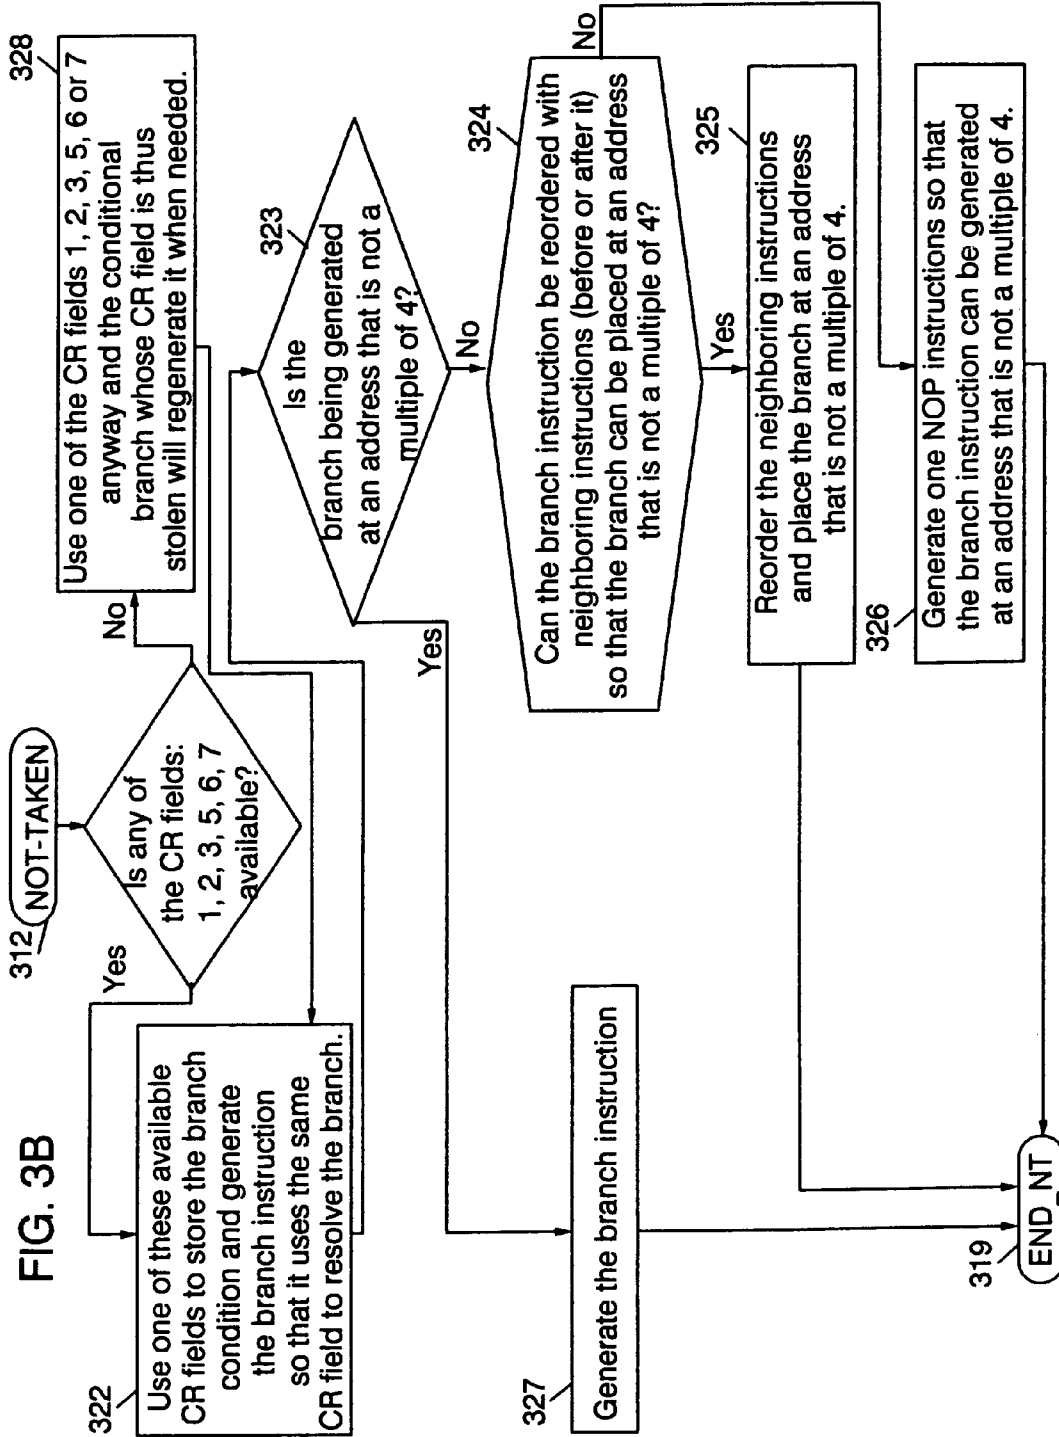 FIG. 3B
312
NOT-TAKEN
Is any of
the CR fields:
1, 2, 3, 5, 6, 7
available?
Yes
No
328
Use one of the CR fields 1, 2, 3, 5, 6 or 7
anyway and the conditional
branch whose CR field is thus
stolen will regenerate it when needed.
322
Use one of these available
CR fields to store the branch
condition and generate
the branch instruction
so that it uses the same
CR field to resolve the branch.
323
Is the
branch being generated
at an address that is not a
multiple of 4?
Yes
No
324
Can the branch instruction be reordered with
neighboring instructions (before or after it)
so that the branch can be placed at an address
that is not a multiple of 4?
No
Yes
327
Generate the branch instruction
325
Reorder the neighboring instructions
and place the branch at an address
that is not a multiple of 4.
326
Generate one NOP instructions so that
the branch instruction can be generated
at an address that is not a multiple of 4.
319
END_NT